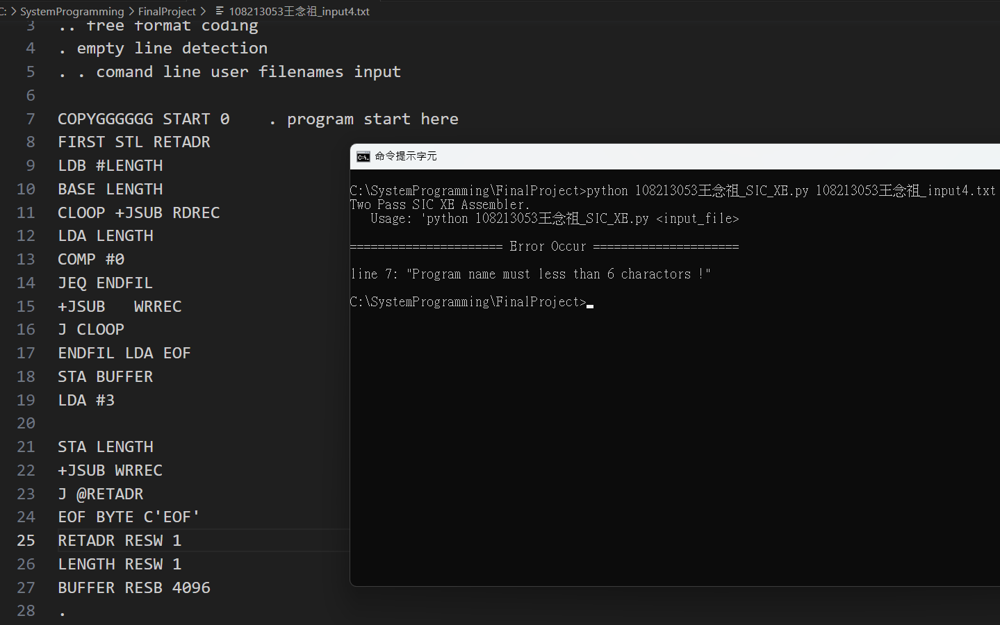 C: > SystemProgramming > FinalProject > 108213053王念祖_input4.txt
3 .. free format coding
4 . empty line detection
5 . . comand line user filenames input
6
7 COPYGGGGGG START 0    . program start here
8 FIRST STL RETADR
9 LDB #LENGTH
10 BASE LENGTH
11 CLOOP +JSUB RDREC
12 LDA LENGTH
13 COMP #0
14 JEQ ENDFIL
15 +JSUB   WRREC
16 J CLOOP
17 ENDFIL LDA EOF
18 STA BUFFER
19 LDA #3
20
21 STA LENGTH
22 +JSUB WRREC
23 J @RETADR
24 EOF BYTE C'EOF'
25 RETADR RESW 1
26 LENGTH RESW 1
27 BUFFER RESB 4096
28 .
命令提示字元
C:\SystemProgramming\FinalProject>python 108213053王念祖_SIC_XE.py 108213053王念祖_input4.txt
Two Pass SIC XE Assembler.
   Usage: 'python 108213053王念祖_SIC_XE.py <input_file>
====================== Error Occur =====================
line 7: "Program name must less than 6 charactors !"
C:\SystemProgramming\FinalProject>